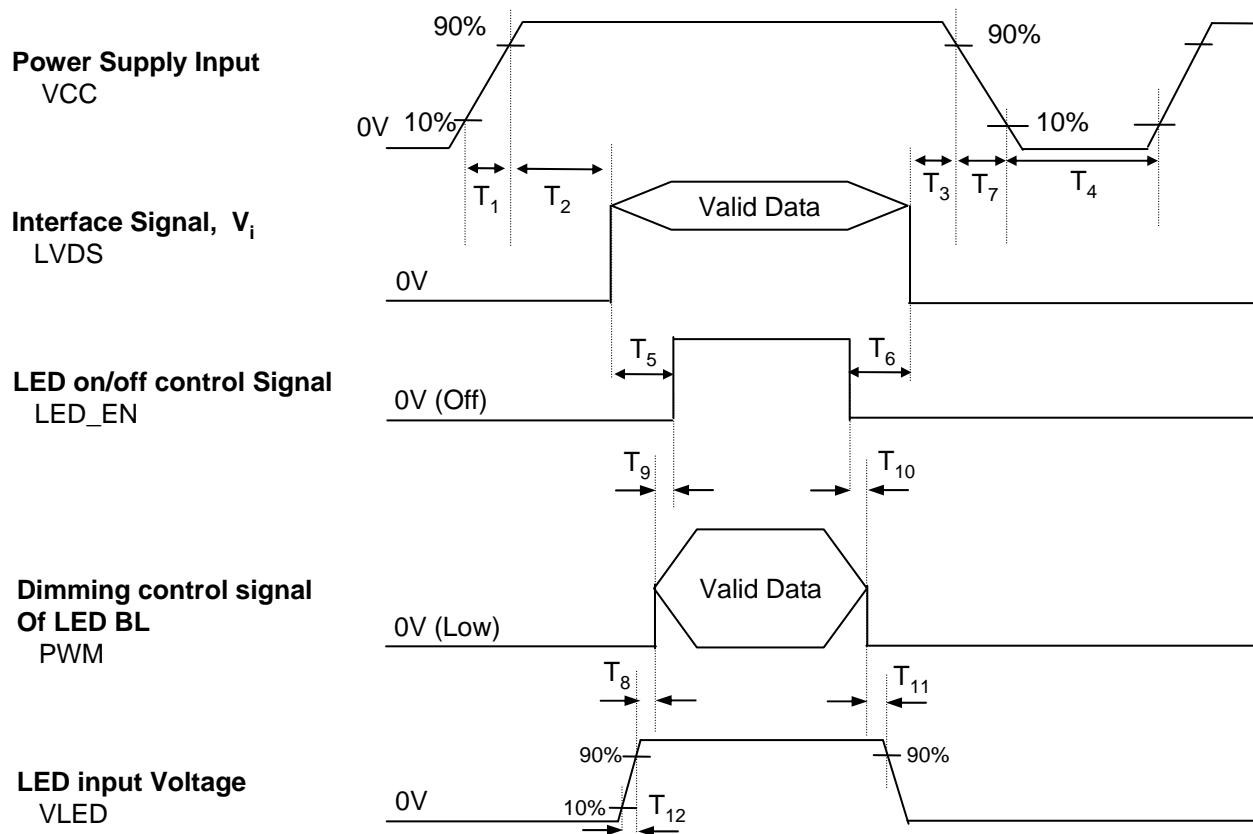 90%
90%
Power Supply Input
VCC
0V
10%
10%
T1
T2
T3
T7
T4
Interface Signal, Vi
LVDS
Valid Data
0V
T5
T6
LED on/off control Signal
LED_EN
0V (Off)
T9
T10
Dimming control signal
Of LED BL
PWM
Valid Data
0V (Low)
T8
T11
90%
90%
LED input Voltage
VLED
0V
10%
T12